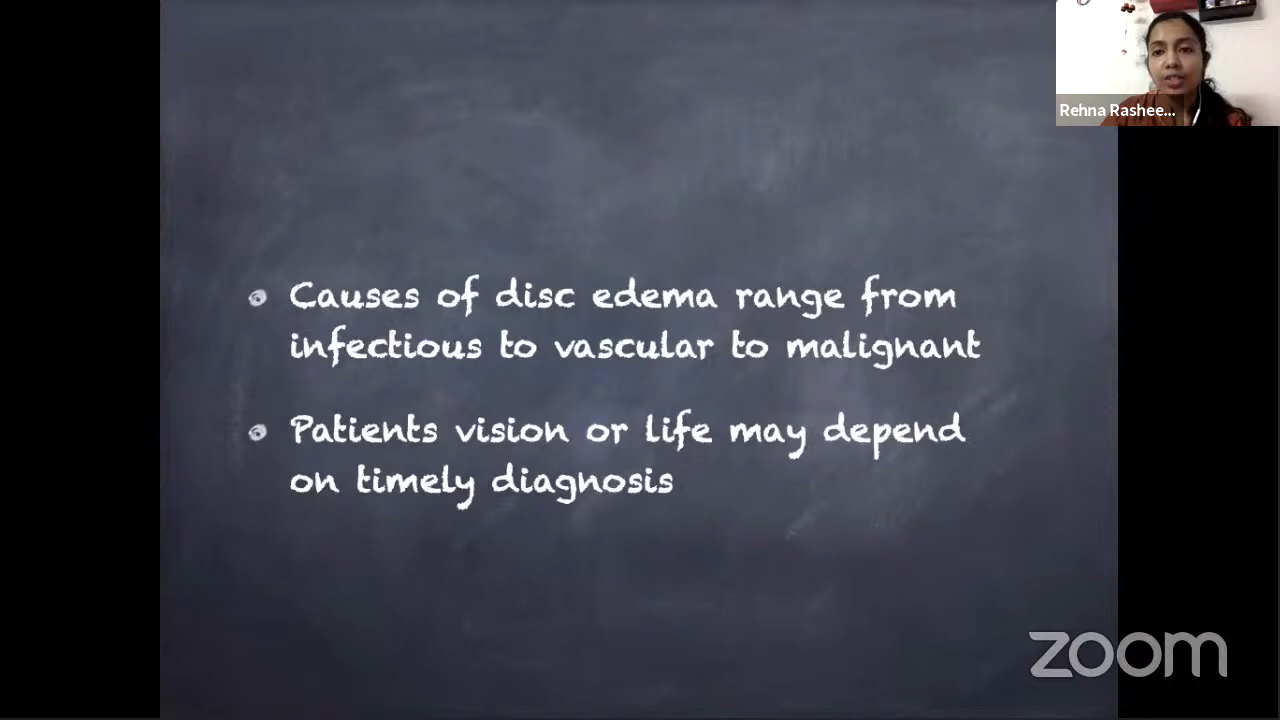 Rehna Rashee...
Causes of disc edema range from
infectious to vascular to malignant
Patients vision or life may depend
on timely diagnosis
zoom